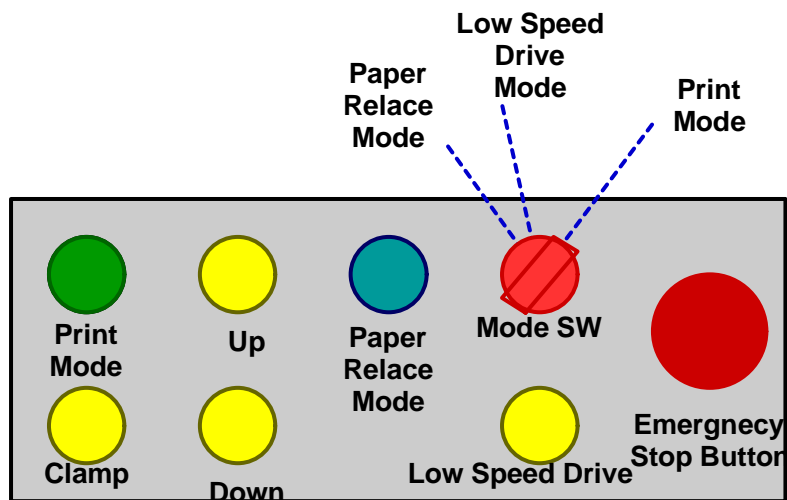 Low Speed
Drive
Mode
Paper
Relace
Mode
Print
Mode
Print
Mode
Up
Paper
Relace
Mode
Mode SW
Clamp
Down
Low Speed Drive
Emergnecy
Stop Button